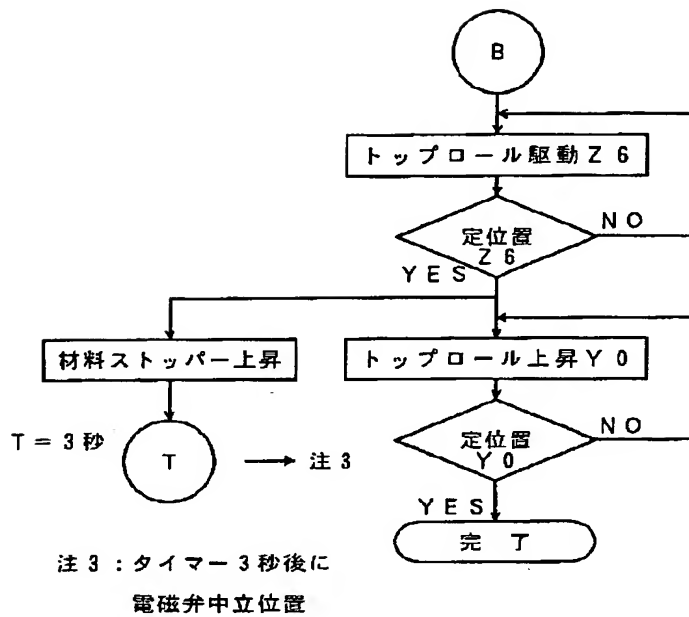 B
トップロール駆動Z6
定位置
Z6
NO
YES
材料ストッパー上昇
トップロール上昇Y0
T=3秒
T
注3
定位置
Y0
NO
YES
完了
注3：タイマー3秒後に
電磁弁中立位置